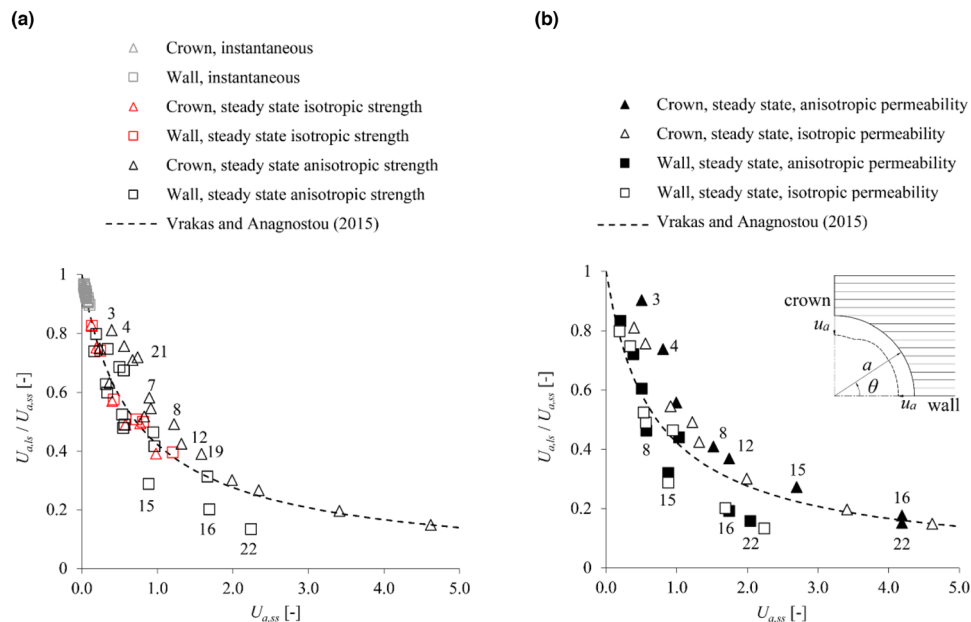 (a)
Crown, instantaneous
Wall, instantaneous
Crown, steady state isotropic strength
Wall, steady state isotropic strength
Crown, steady state anisotropic strength
Wall, steady state anisotropic strength
Vrakas and Anagnostou (2015)
1
0.8
0.6
0.4
0.2
0
0.0
1.0
2.0
3.0
4.0
5.0
U_a,ls / U_a,ss [-]
U_a,ss [-]
3
4
21
7
8
12
19
15
16
22
(b)
Crown, steady state, anisotropic permeability
Crown, steady state, isotropic permeability
Wall, steady state, anisotropic permeability
Wall, steady state, isotropic permeability
Vrakas and Anagnostou (2015)
1
0.8
0.6
0.4
0.2
0
0.0
1.0
2.0
3.0
4.0
5.0
U_a,ls / U_a,ss [-]
U_a,ss [-]
3
4
8
12
15
16
22
8
15
16
22
crown
u_a
a
θ
u_a
wall